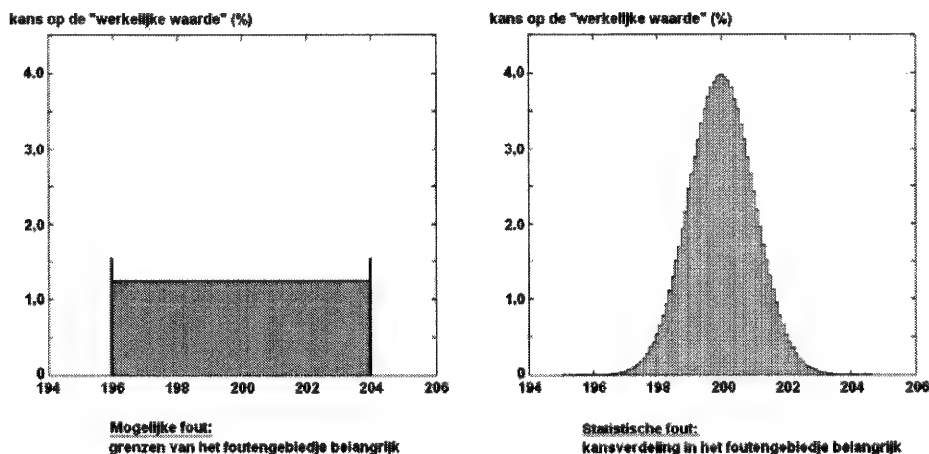 kans op de "werkelijke waarde" (%)
4,0
3,0
2,0
1,0
0
194 196 198 200 202 204 206
Mogelijke fout:
grenzen van het foutengebiedje belangrijk
kans op de "werkelijke waarde" (%)
4,0
3,0
2,0
1,0
0
194 196 198 200 202 204 206
Statistische fout:
kansverdeling in het foutengebiedje belangrijk